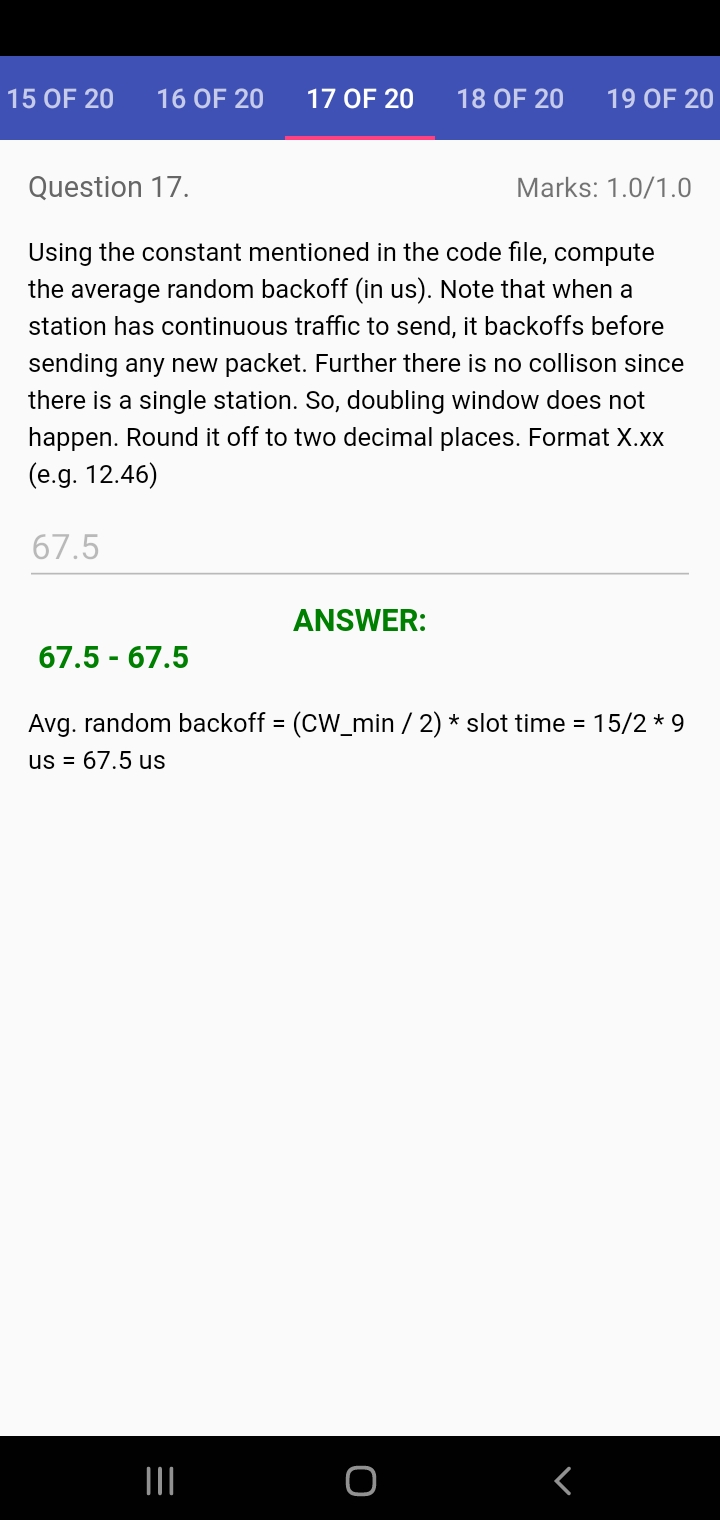 15 OF 20 16 OF 20 17 OF 20 18 OF 20 19 OF 20
Question 17. Marks: 1.0/1.0
Using the constant mentioned in the code file, compute
the average random backoff (in us). Note that when a
station has continuous traffic to send, it backoffs before
sending any new packet. Further there is no collison since
there is a single station. So, doubling window does not
happen. Round it off to two decimal places. Format X.xx
(e.g. 12.46)
67.5
ANSWER:
67.5 - 67.5
Avg. random backoff = (CW_min / 2) * slot time = 15/2 * 9
us = 67.5 us